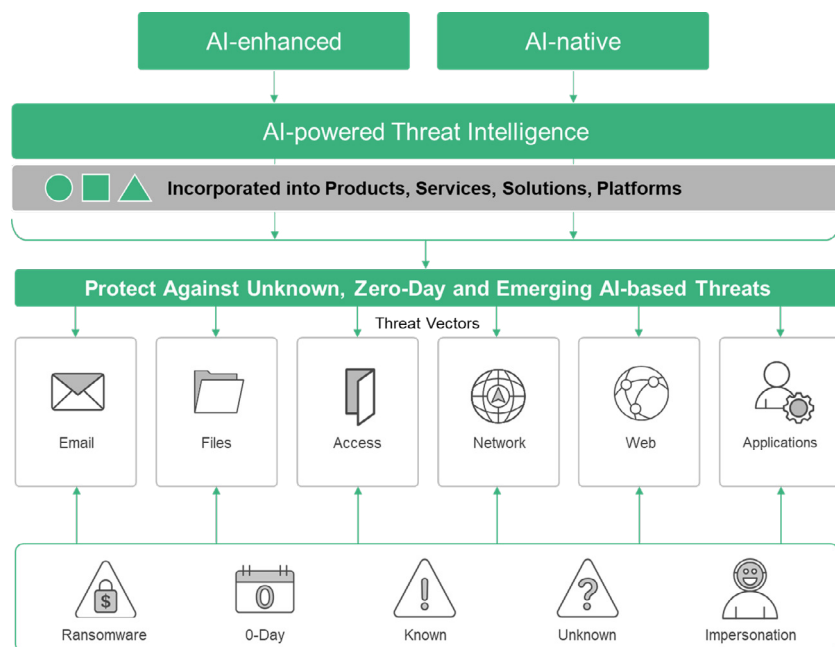 AI-enhanced
AI-native
AI-powered Threat Intelligence
Incorporated into Products, Services, Solutions, Platforms
Protect Against Unknown, Zero-Day and Emerging AI-based Threats
Threat Vectors
Email
Files
Access
Network
Web
Applications
$
0
!
?
Ransomware
0-Day
Known
Unknown
Impersonation